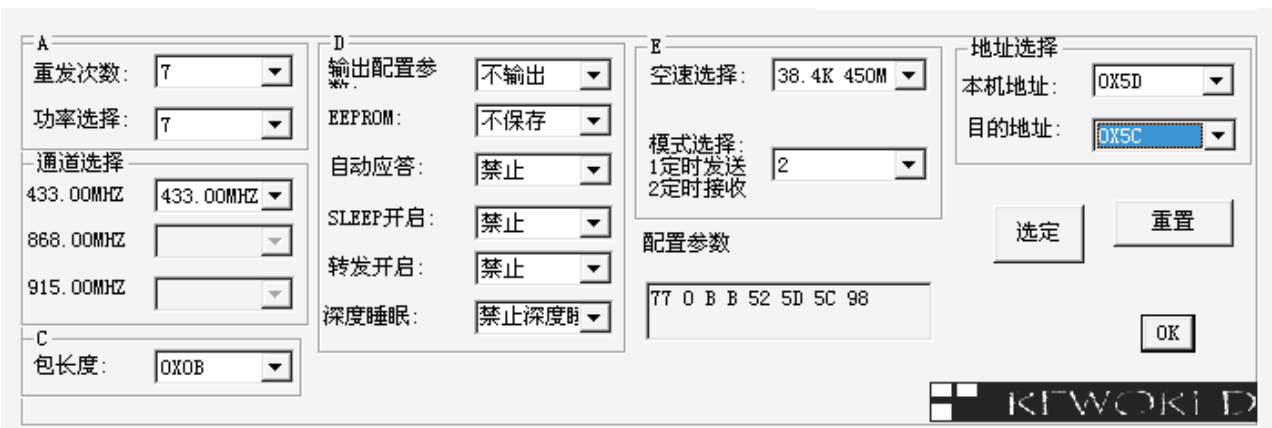 A
重发次数: 7
功率选择: 7
通道选择
433.00MHZ 433.00MHZ
868.00MHZ
915.00MHZ
C
包长度: 0X0B
D
输出配置参 不输出
数:
EEPROM: 不保存
自动应答: 禁止
SLEEP开启: 禁止
转发开启: 禁止
深度睡眠: 禁止深度
E
空速选择: 38.4K 450M
模式选择:
1定时发送 2
2定时接收
配置参数
77 0 B B 52 5D 5C 98
地址选择
本机地址: 0X5D
目的地址: 0X5C
选定
重置
OK